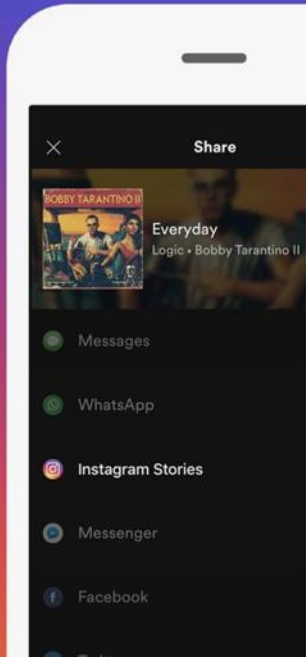 Share
BOBBY TARANTINO II
Everyday
Logic • Bobby Tarantino II
Messages
WhatsApp
Instagram Stories
Messenger
Facebook